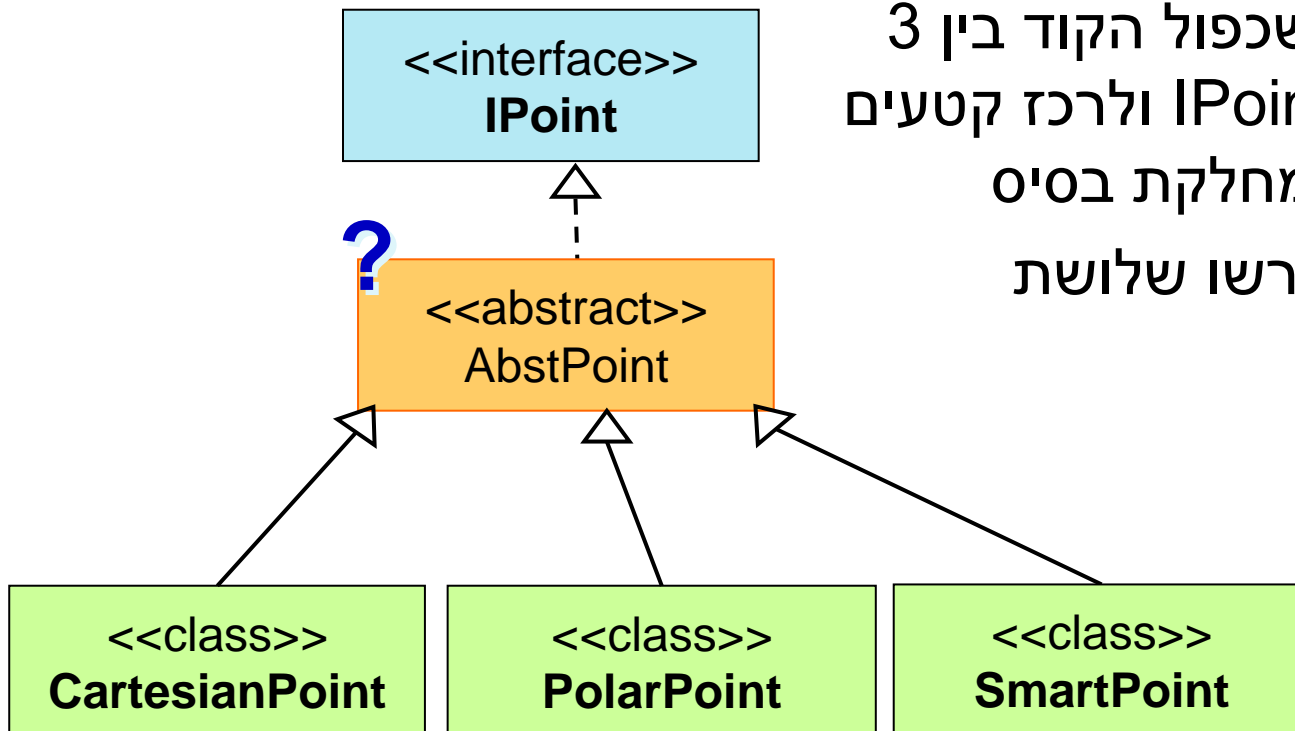 שכפול הקוד בין 3
ולרכז קטעים
מחלקת בסיס
רשו שלושת
<<interface>>
IPoint
?
<<abstract>>
AbstPoint
<<class>>
CartesianPoint
<<class>>
PolarPoint
<<class>>
SmartPoint